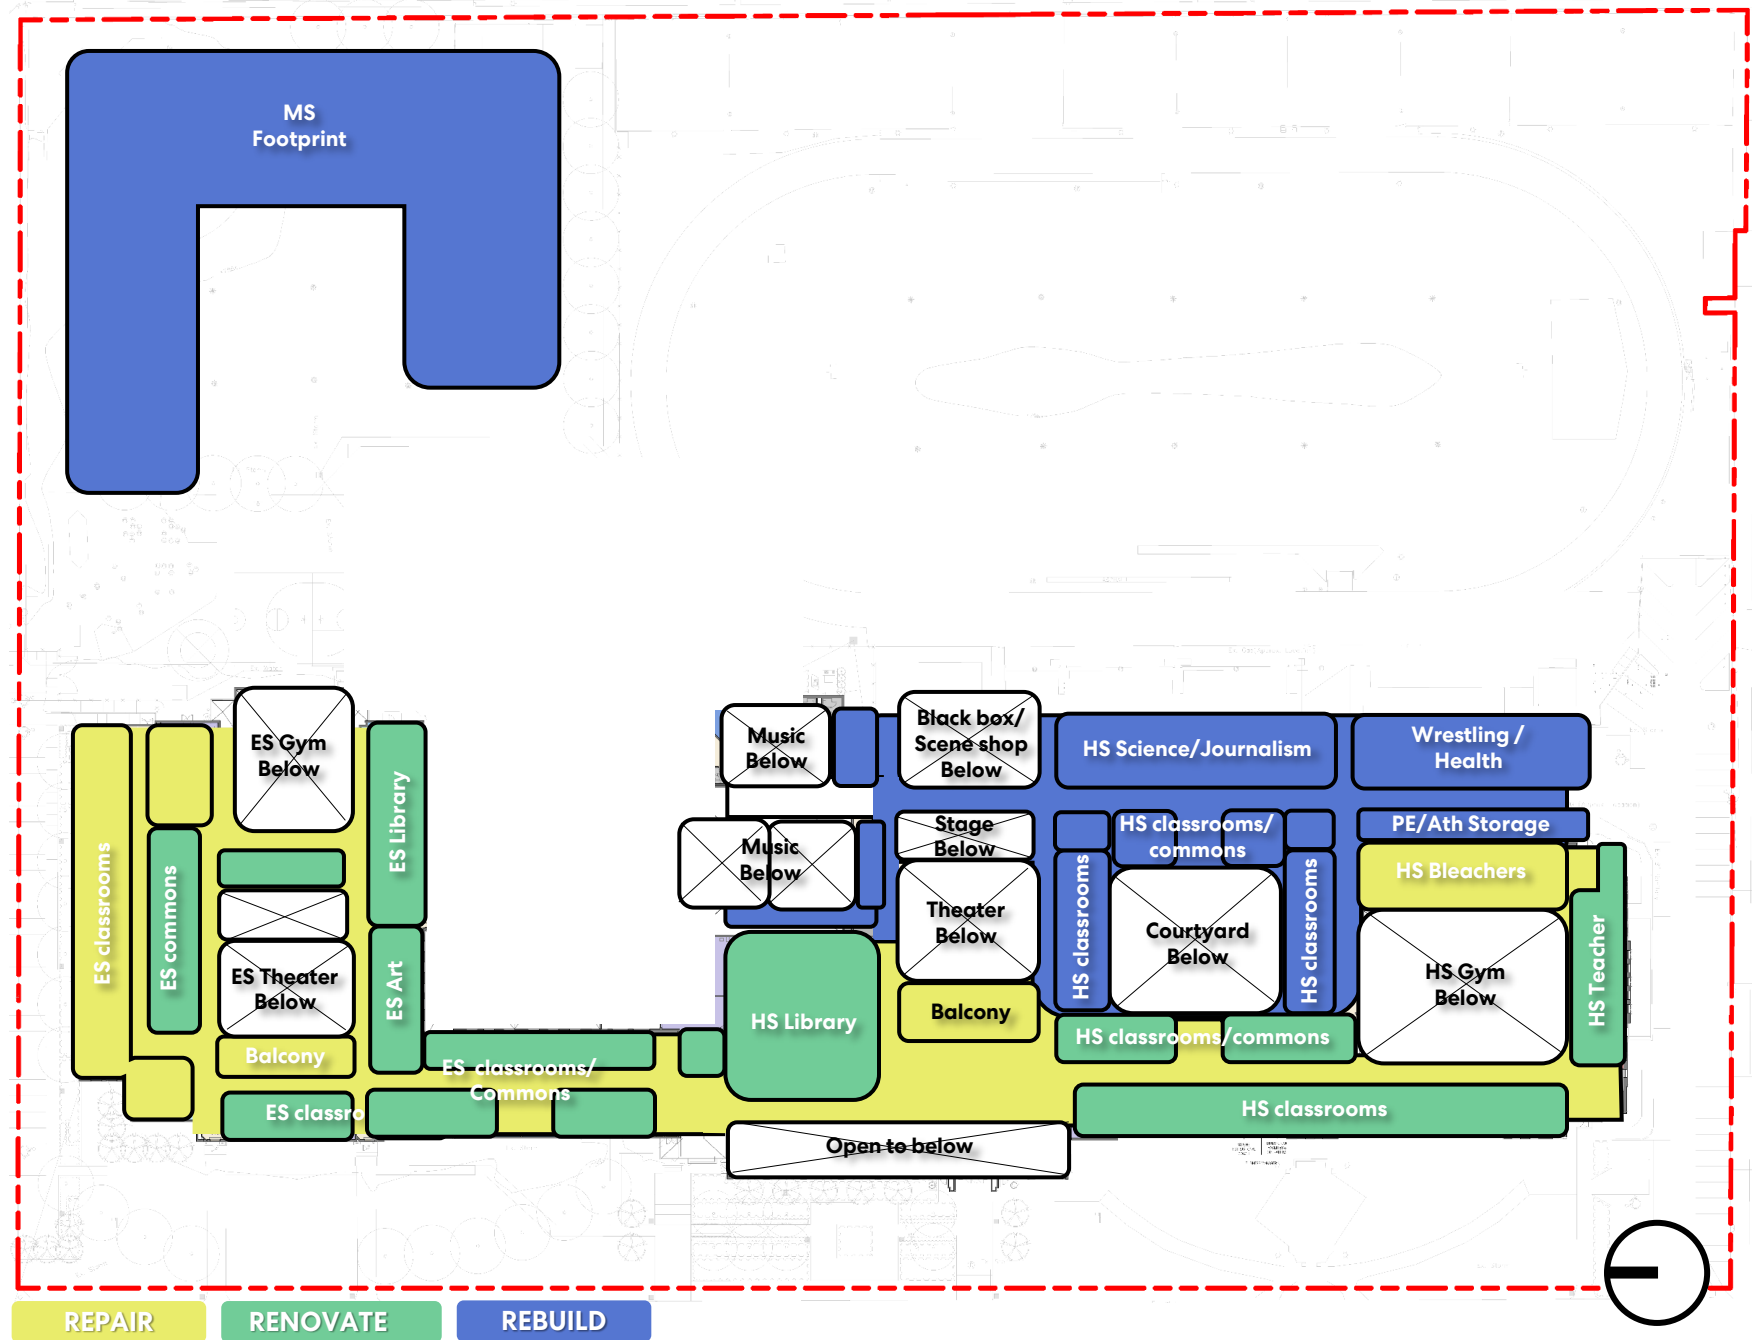 MS
Footprint
ES Gym
Below
Music
Below
Black box/
Scene shop
Below
HS Science/Journalism
Wrestling /
Health
ES classrooms
ES commons
ES Library
Music
Below
Stage
Below
HS classrooms/
commons
PE/Ath Storage
HS Bleachers
ES Theater
Below
ES Art
Theater
Below
HS classrooms
Courtyard
Below
HS classrooms
HS Gym
Below
HS Teacher
Balcony
HS Library
Balcony
HS classrooms/commons
ES classrooms/
Commons
ES classro
HS classrooms
Open to below
REPAIR
RENOVATE
REBUILD